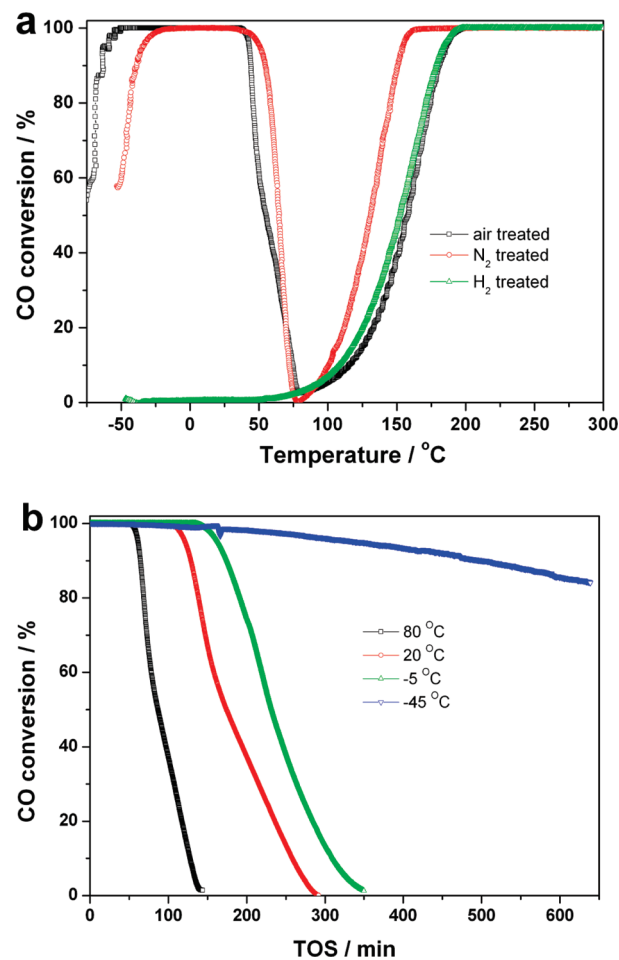 a
CO conversion / %
100
80
60
40
20
0
air treated
N₂ treated
H₂ treated
-50 0 50 100 150 200 250 300
Temperature / °C
b
CO conversion / %
100
80
60
40
20
0
80 °C
20 °C
-5 °C
-45 °C
0 100 200 300 400 500 600
TOS / min